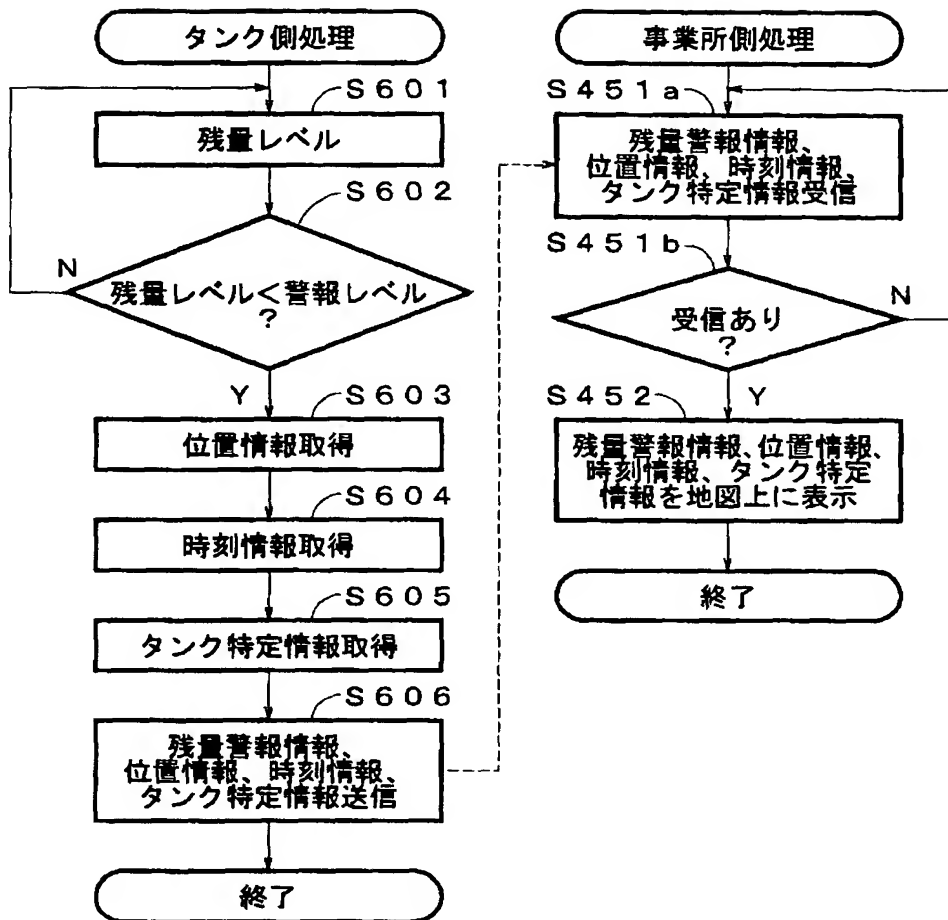 タンク側処理
S601
残量レベル
S602
N
残量レベル<警報レベル
?
Y
S603
位置情報取得
S604
時刻情報取得
S605
タンク特定情報取得
S606
残量警報情報、
位置情報、時刻情報、
タンク特定情報送信
終了
事業所側処理
S451a
残量警報情報、
位置情報、時刻情報、
タンク特定情報受信
S451b
N
受信あり
?
Y
S452
残量警報情報、位置情報、
時刻情報、タンク特定
情報を地図上に表示
終了